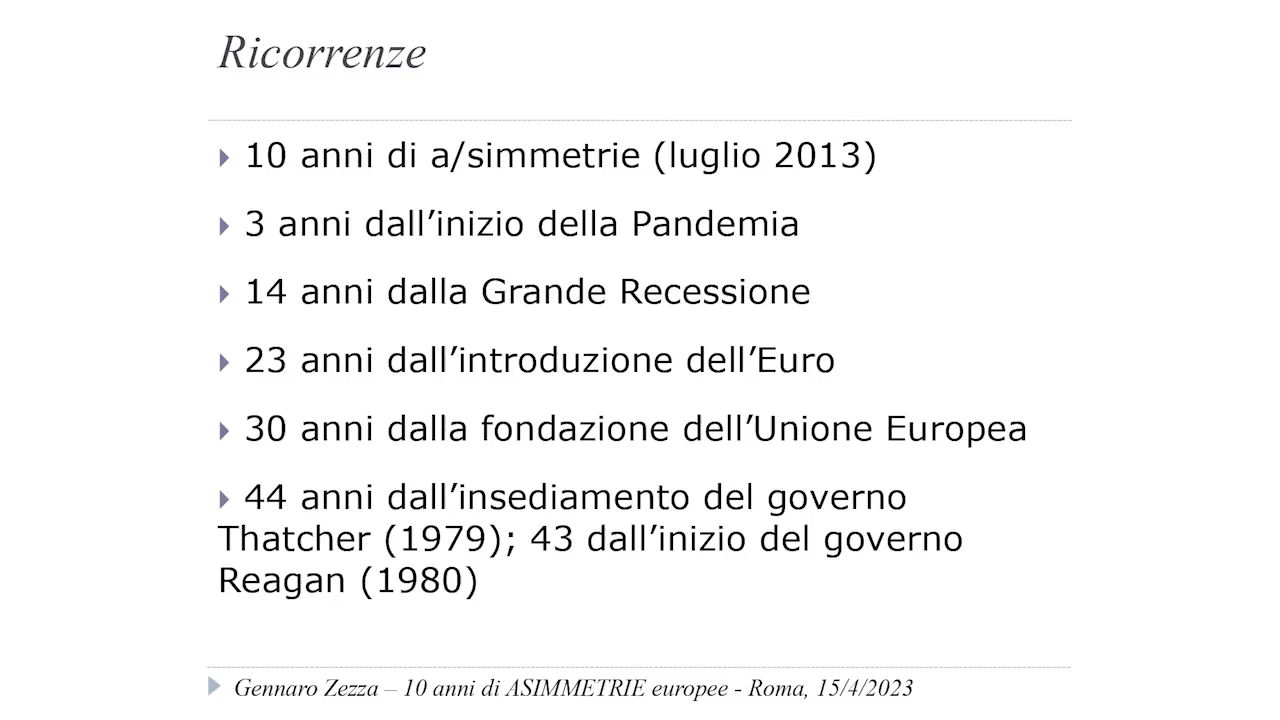 Ricorrenze
10 anni di a/simmetrie (luglio 2013)
3 anni dall’inizio della Pandemia
14 anni dalla Grande Recessione
23 anni dall’introduzione dell’Euro
30 anni dalla fondazione dell’Unione Europea
44 anni dall’insediamento del governo
Thatcher (1979); 43 dall’inizio del governo
Reagan (1980)
Gennaro Zezza – 10 anni di ASIMMETRIE europee - Roma, 15/4/2023